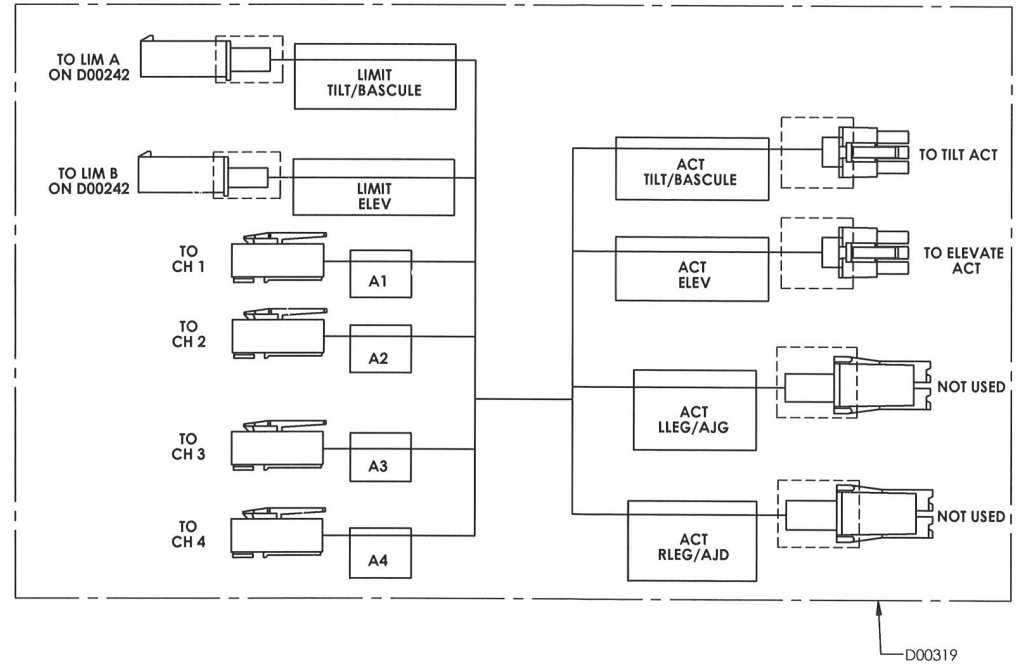 TO LIM A
ON D00242
LIMIT
TILT/BASCULE
TO LIM B
ON D00242
LIMIT
ELEV
TO
CH 1
A1
TO
CH 2
A2
TO
CH 3
A3
TO
CH 4
A4
ACT
TILT/BASCULE
TO TILT ACT
ACT
ELEV
TO ELEVATE
ACT
ACT
LLEG/AJG
NOT USED
ACT
RLEG/AJD
NOT USED
D00319